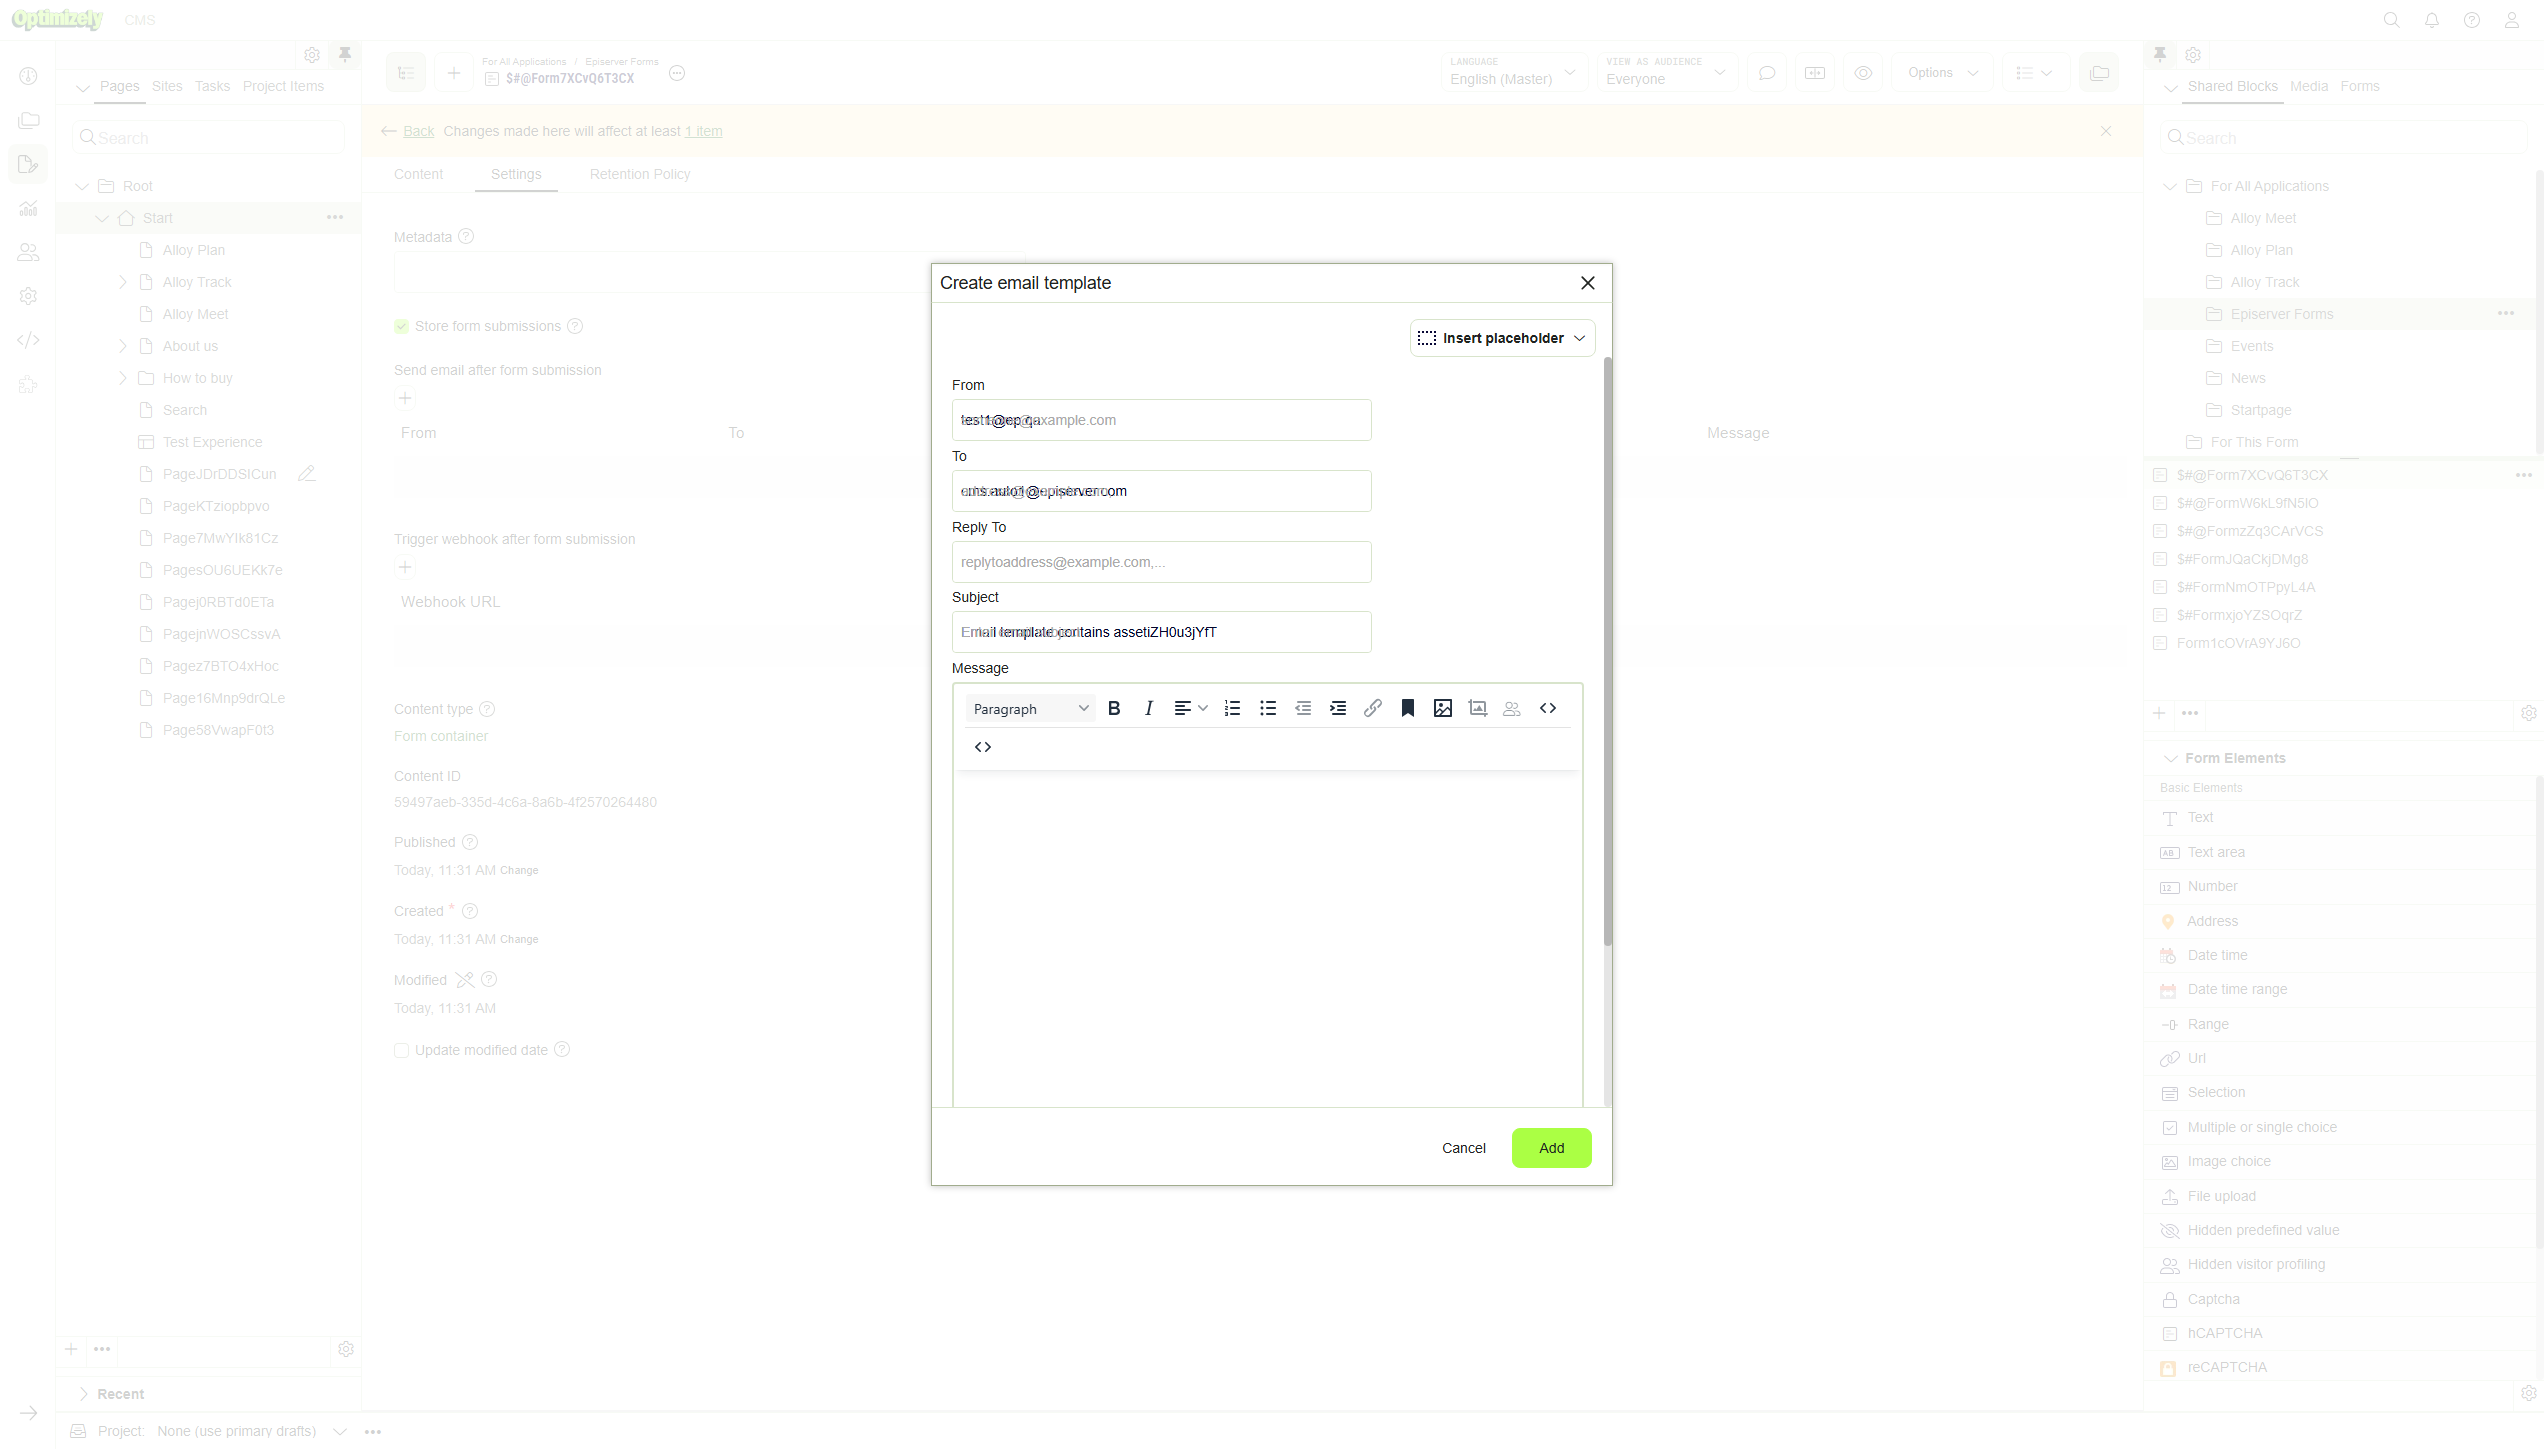 Optimizely CMS
Pages Sites Tasks Project Items
Search
Root
Start
Alloy Plan
Alloy Track
Alloy Meet
About us
How to buy
Search
Test Experience
PageJDrDDSICun
PageKTziopbpvo
Page7MwYIk81Cz
PagesOU6UEKk7e
Pagej0RBTd0ETa
PagejnWOSCssvA
Pagez7BTO4xHoc
Page16Mnp9drQLe
Page58VwapF0t3
Recent
Project: None (use primary drafts)
For All Applications / Episerver Forms
$#@Form7XCvQ6T3CX
LANGUAGE
English (Master)
VIEW AS AUDIENCE
Everyone
Options
Back Changes made here will affect at least 1 item
Content Settings Retention Policy
Metadata
Store form submissions
Send email after form submission
From To Message
Trigger webhook after form submission
Webhook URL
Content type
Form container
Content ID
59497aeb-335d-4c6a-8a6b-4f2570264480
Published
Today, 11:31 AM Change
Created *
Today, 11:31 AM Change
Modified
Today, 11:31 AM
Update modified date
Create email template
Insert placeholder
From
To
Reply To
replytoaddress@example.com,...
Subject
Email template contains assetiZH0u3jYfT
Message
Paragraph
Cancel Add
Shared Blocks Media Forms
Search
For All Applications
Alloy Meet
Alloy Plan
Alloy Track
Episerver Forms
Events
News
Startpage
For This Form
$#@Form7XCvQ6T3CX
$#@FormW6kL9fN5IO
$#@FormzZq3CArVCS
$#FormJQaCkjDMg8
$#FormNmOTPpyL4A
$#FormxjoYZSOqrZ
Form1cOVrA9YJ6O
Form Elements
Basic Elements
Text
Text area
Number
Address
Date time
Date time range
Range
Url
Selection
Multiple or single choice
Image choice
File upload
Hidden predefined value
Hidden visitor profiling
Captcha
hCAPTCHA
reCAPTCHA